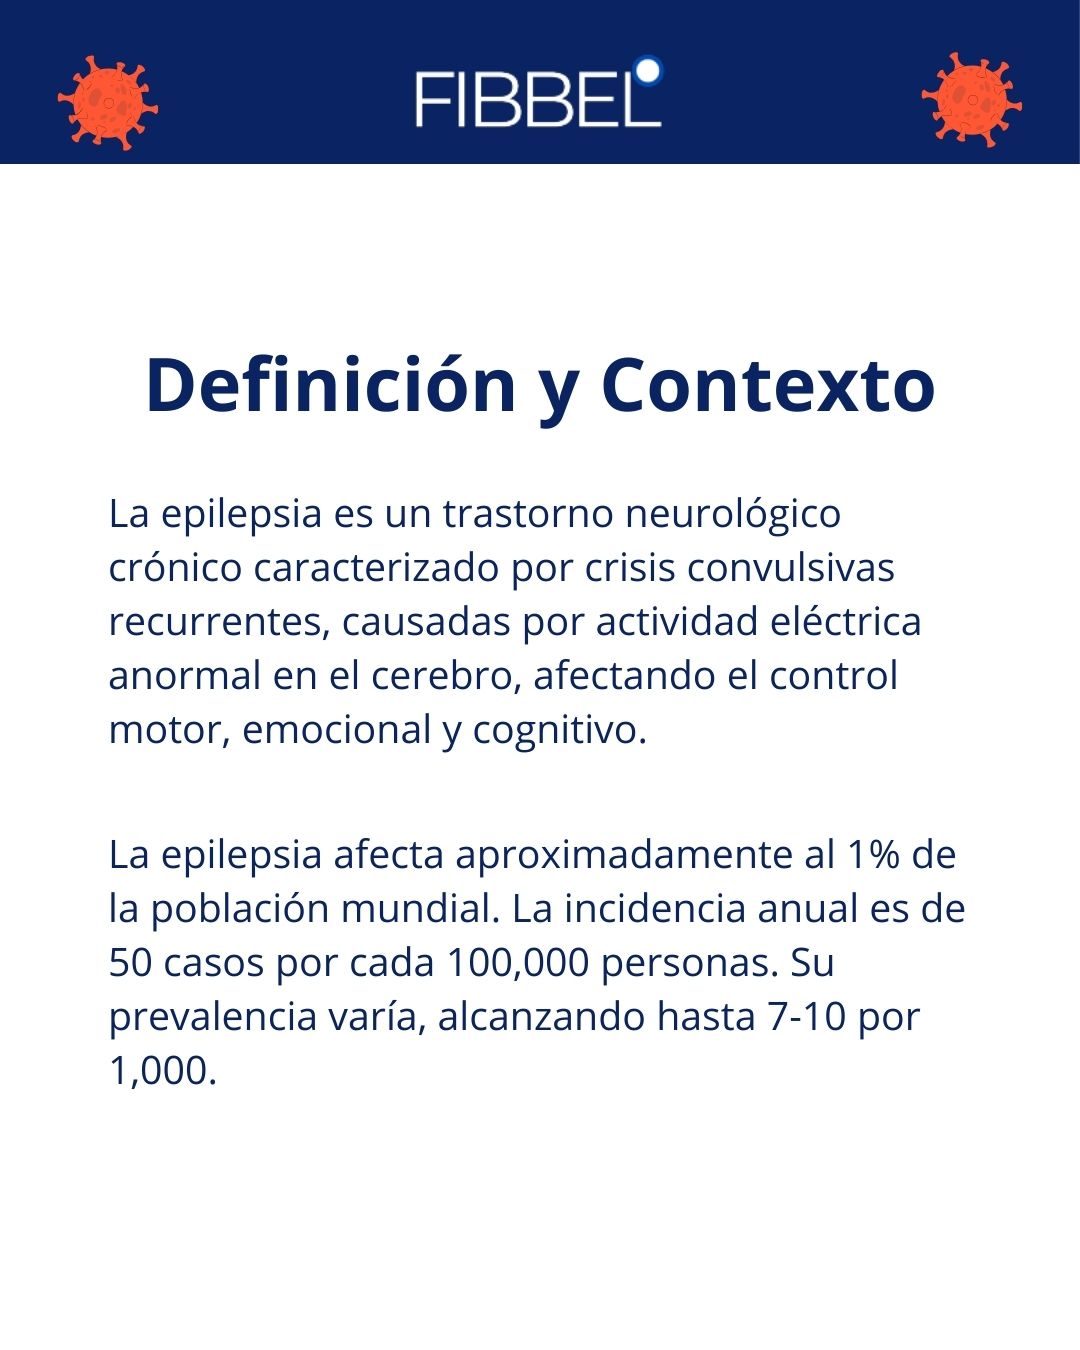 FIBBEL
Definición y Contexto
La epilepsia es un trastorno neurológico
crónico caracterizado por crisis convulsivas
recurrentes, causadas por actividad eléctrica
anormal en el cerebro, afectando el control
motor, emocional y cognitivo.
La epilepsia afecta aproximadamente al 1% de
la población mundial. La incidencia anual es de
50 casos por cada 100,000 personas. Su
prevalencia varía, alcanzando hasta 7-10 por
1,000.